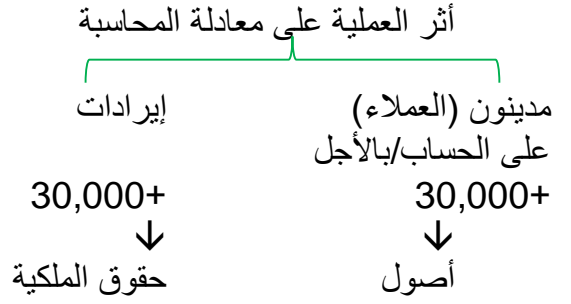 أثر العملية على معادلة المحاسبة
مدينون (العملاء) إيرادات
على الحساب/بالأجل
30,000+ 30,000+
↓ ↓
أصول حقوق الملكية